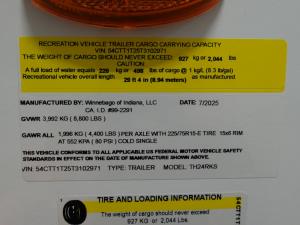 RECREATION VEHICLE TRAILER CARGO CARRYING CAPACITY
VIN: 54CTT1T25T3102971
THE WEIGHT OF CARGO SHOULD NEVER EXCEED: 927 kg or 2,044 lbs
CAUTION
A full load of water equals 226 kg or 498 lbs of cargo @ 1 kg/L (8.3 lb/gal)
Recreational vehicle overall length 29 ft 4 in (8.94 meters)
MANUFACTURED BY: Winnebago of Indiana, LLC DATE: 7/2025
CA. I.D. #99-2291
GVWR: 3,992 KG ( 8,800 LBS )
GAWR ALL 1,996 KG ( 4,400 LBS ) PER AXLE WITH 225/75R15-E TIRE 15x6 RIM
AT 552 KPA ( 80 PSI ) COLD SINGLE
THIS VEHICLE CONFORMS TO ALL APPLICABLE US FEDERAL MOTOR VEHICLE SAFETY
STANDARDS IN EFFECT ON THE DATE OF MANUFACTURE SHOWN ABOVE.
VIN: 54CTT1T25T3102971 TYPE: TRAILER MODEL: TH24RKS
TIRE AND LOADING INFORMATION
The weight of cargo should never exceed
927 KG or 2,044 Lbs.
54CTT1T